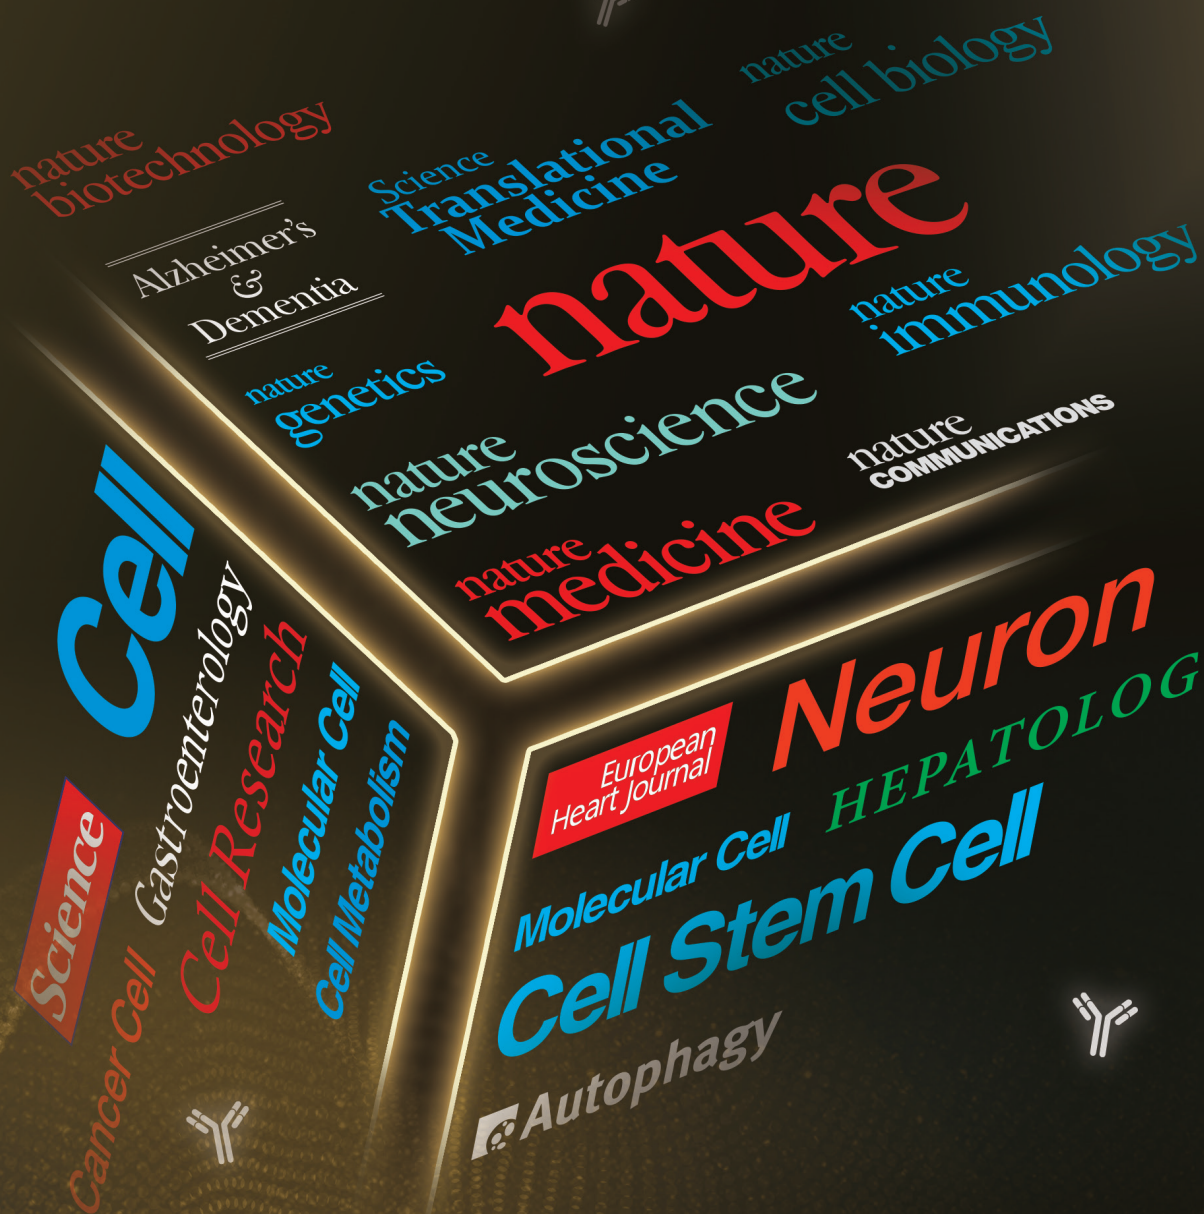 nature
cell biology
nature
biotechnology
Science
Translational
Medicine
Alzheimer's
&
Dementia
nature
nature
immunology
nature
genetics
nature
neuroscience
nature
COMMUNICATIONS
nature
medicine
Cell
Gastroenterology
Cell Research
Molecular Cell
Cell Metabolism
Science
Cancer Cell
Neuron
European
Heart Journal
HEPATOLOG
Molecular Cell
Cell Stem Cell
Autophagy